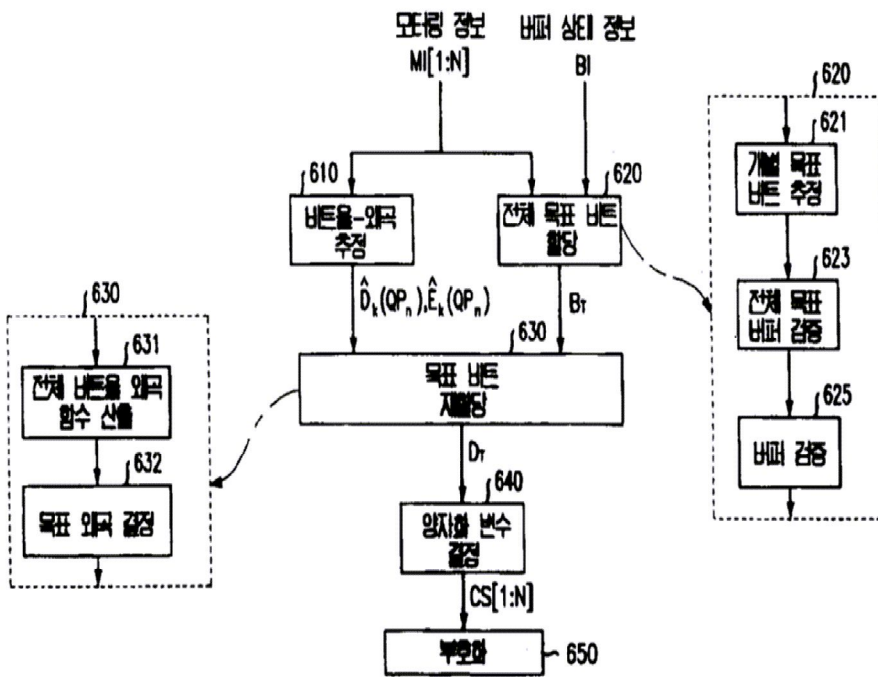 모터링 정보
MI[1:N]
버퍼 상태 정보
BI
610
비트율-왜곡
추정
620
전체 목표 비트
할당
D̂k(QPn),Êk(QPn)
BT
630
목표 비트
재할당
DT
640
양자화 변수
결정
CS[1:N]
부호화
650
630
631
전체 비트율 왜곡
함수 산출
632
목표 왜곡 결정
620
621
개별 목표
비트 추정
623
전체 목표
버퍼 검증
625
버퍼 검증